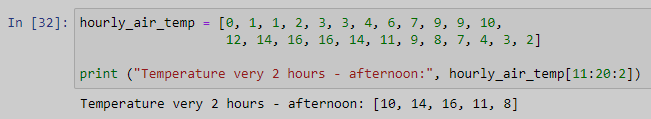 In [32]: hourly_air_temp = [0, 1, 1, 2, 3, 3, 4, 6, 7, 9, 9, 10,
12, 14, 16, 16, 14, 11, 9, 8, 7, 4, 3, 2]
print ("Temperature very 2 hours - afternoon:", hourly_air_temp[11:20:2])
Temperature very 2 hours - afternoon: [10, 14, 16, 11, 8]